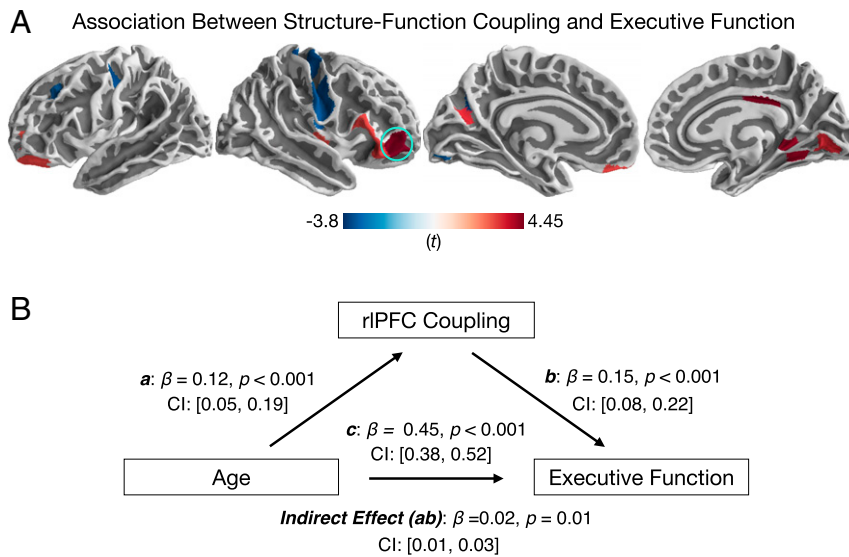 A
Association Between Structure-Function Coupling and Executive Function
-3.8
4.45
(t)
B
rlPFC Coupling
a: β = 0.12, p < 0.001
CI: [0.05, 0.19]
b: β = 0.15, p < 0.001
CI: [0.08, 0.22]
c: β = 0.45, p < 0.001
CI: [0.38, 0.52]
Age
Executive Function
Indirect Effect (ab): β =0.02, p = 0.01
CI: [0.01, 0.03]